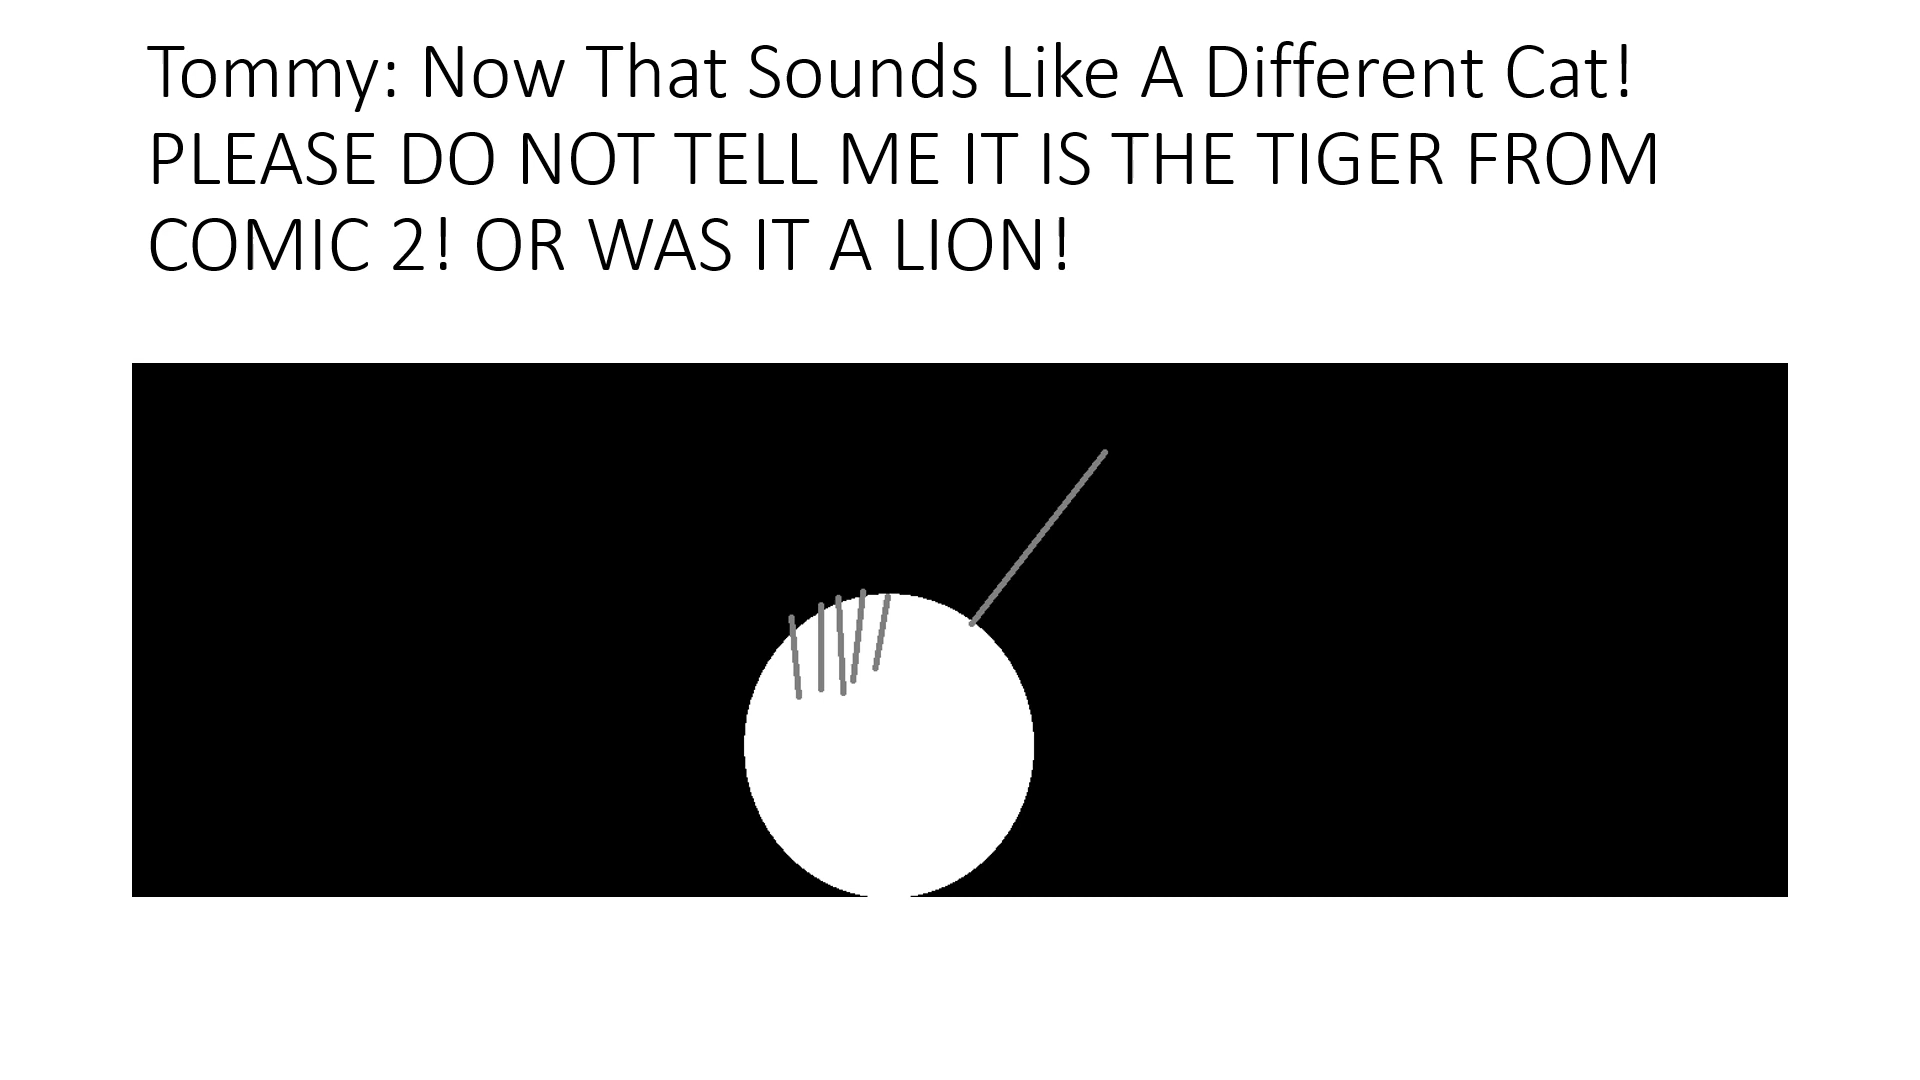 Tommy: Now That Sounds Like A Different Cat!
PLEASE DO NOT TELL ME IT IS THE TIGER FROM
COMIC 2! OR WAS IT A LION!